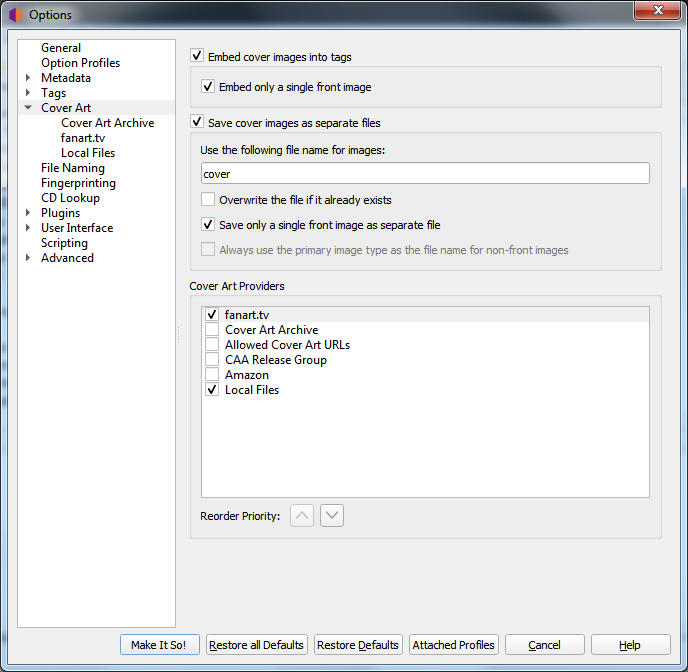 Options
General
Option Profiles
Metadata
Tags
Cover Art
Cover Art Archive
fanart.tv
Local Files
File Naming
Fingerprinting
CD Lookup
Plugins
User Interface
Scripting
Advanced
Embed cover images into tags
Embed only a single front image
Save cover images as separate files
Use the following file name for images:
cover
Overwrite the file if it already exists
Save only a single front image as separate file
Always use the primary image type as the file name for non-front images
Cover Art Providers
fanart.tv
Cover Art Archive
Allowed Cover Art URLs
CAA Release Group
Amazon
Local Files
Reorder Priority:
Make It So! Restore all Defaults Restore Defaults Attached Profiles Cancel Help